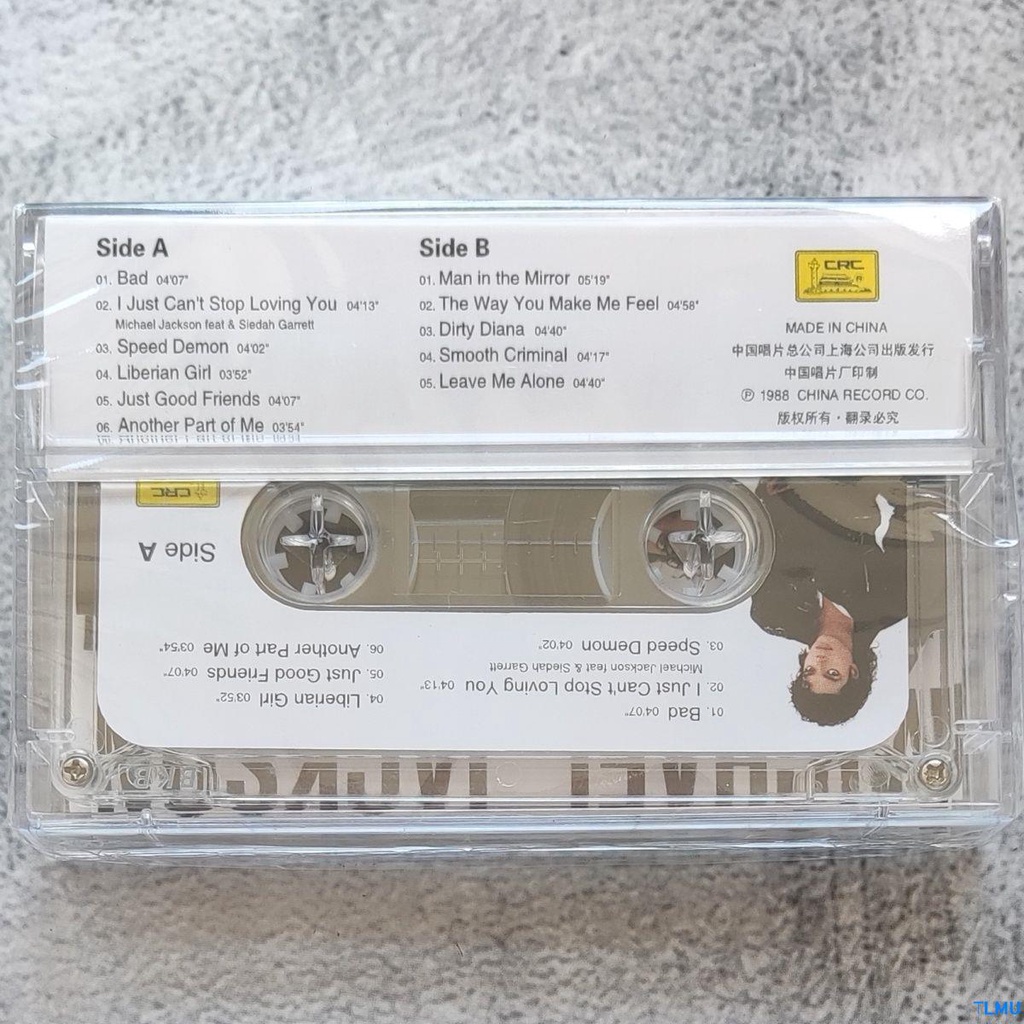 Side A
01. Bad 04'07"
02. I Just Can't Stop Loving You 04'13"
Michael Jackson feat & Siedah Garrett
03. Speed Demon 04'02"
04. Liberian Girl 03'52"
05. Just Good Friends 04'07"
06. Another Part of Me 03'54"
Side B
01. Man in the Mirror 05'19"
02. The Way You Make Me Feel 04'58"
03. Dirty Diana 04'40"
04. Smooth Criminal 04'17"
05. Leave Me Alone 04'40"
CRC
MADE IN CHINA
中国唱片总公司上海公司出版发行
中国唱片厂印制
℗ 1988 CHINA RECORD CO.
版权所有·翻录必究
CRC
Side A
01. Bad 04'07"
02. I Just Can't Stop Loving You 04'13"
Michael Jackson feat & Siedah Garrett
03. Speed Demon 04'02"
04. Liberian Girl 03'52"
05. Just Good Friends 04'07"
06. Another Part of Me 03'54"
TLMU